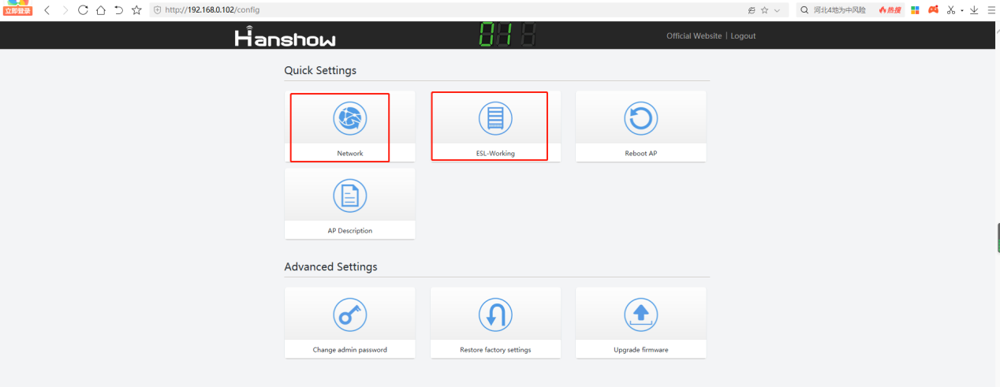 立即登录
http://192.168.0.102/config
河北4地为中风险
热搜
Hanshow
01
Official Website | Logout
Quick Settings
Network
ESL-Working
Reboot AP
AP Description
Advanced Settings
Change admin password
Restore factory settings
Upgrade firmware